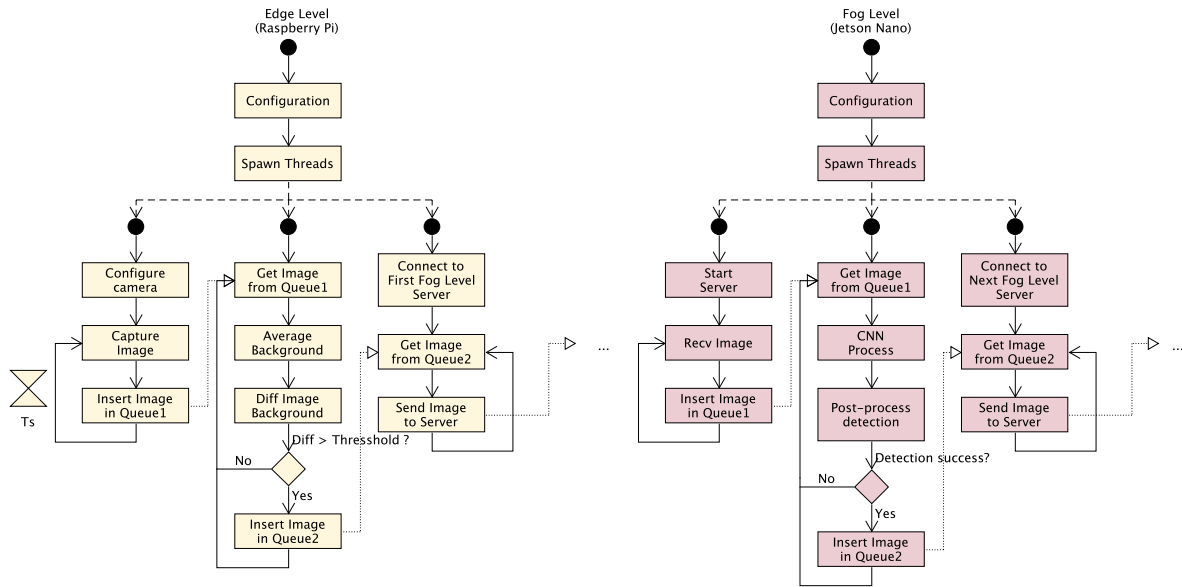 Edge Level
(Raspberry Pi)
Configuration
Spawn Threads
Configure
camera
Capture
Image
Insert Image
in Queue1
Ts
Get Image
from Queue1
Average
Background
Diff Image
Background
Diff > Thresshold ?
No
Yes
Insert Image
in Queue2
Connect to
First Fog Level
Server
Get Image
from Queue2
Send Image
to Server
...
Fog Level
(Jetson Nano)
Configuration
Spawn Threads
Start
Server
Recv Image
Insert Image
in Queue1
Get Image
from Queue1
CNN
Process
Post-process
detection
Detection success?
No
Yes
Insert Image
in Queue2
Connect to
Next Fog Level
Server
Get Image
from Queue2
Send Image
to Server
...